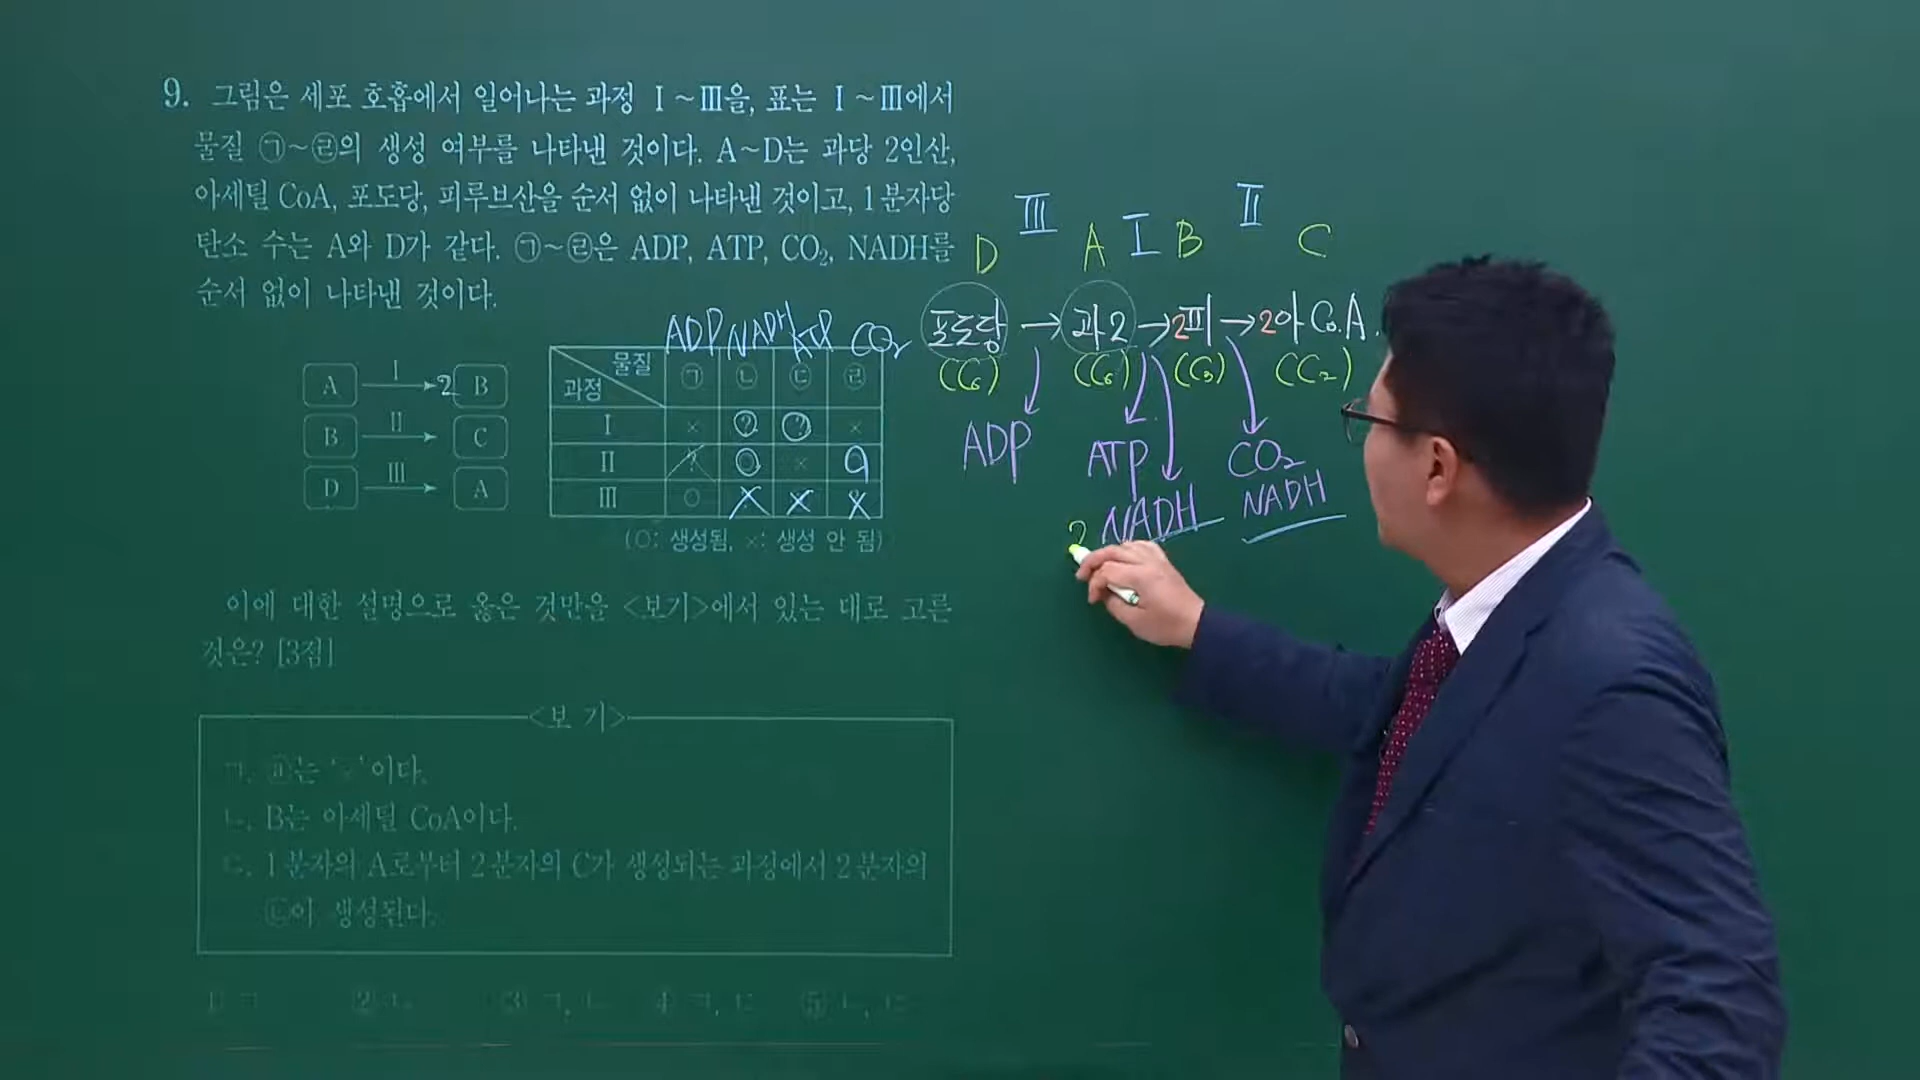 9. 그림은 세포 호흡에서 일어나는 과정 Ⅰ~Ⅲ을, 표는 Ⅰ~Ⅲ에서
물질 ㉠~㉣의 생성 여부를 나타낸 것이다. A~D는 과당 2인산,
아세틸 CoA, 포도당, 피루브산을 순서 없이 나타낸 것이고, 1분자당
탄소 수는 A와 D가 같다. ㉠~㉣은 ADP, ATP, CO₂, NADH를
순서 없이 나타낸 것이다.
A Ⅰ 2 B
B Ⅱ C
D Ⅲ A
ADP NADH ATP CO₂
물질 ㉠ ㉡ ㉢ ㉣
과정
Ⅰ × ? ? ×
Ⅱ ? ○ × ○
Ⅲ ○ × × ×
(○: 생성됨, ×: 생성 안 됨)
이에 대한 설명으로 옳은 것만을 <보기>에서 있는 대로 고른
것은? [3점]
<보 기>
이다.
ㄴ. B는 아세틸 CoA이다.
ㄷ. 1분자의 A로부터 2분자의 C가 생성되는 과정에서 2분자의
㉡이 생성된다.
② ㄴ
④ ㄱ, ㄷ
⑤ ㄴ, ㄷ
Ⅲ Ⅰ Ⅱ
D A B C
포도당 → 과2 → 2피 → 2아CoA.
(C₆) (C₆) (C₃) (C₂)
ADP ATP CO₂
2 NADH NADH